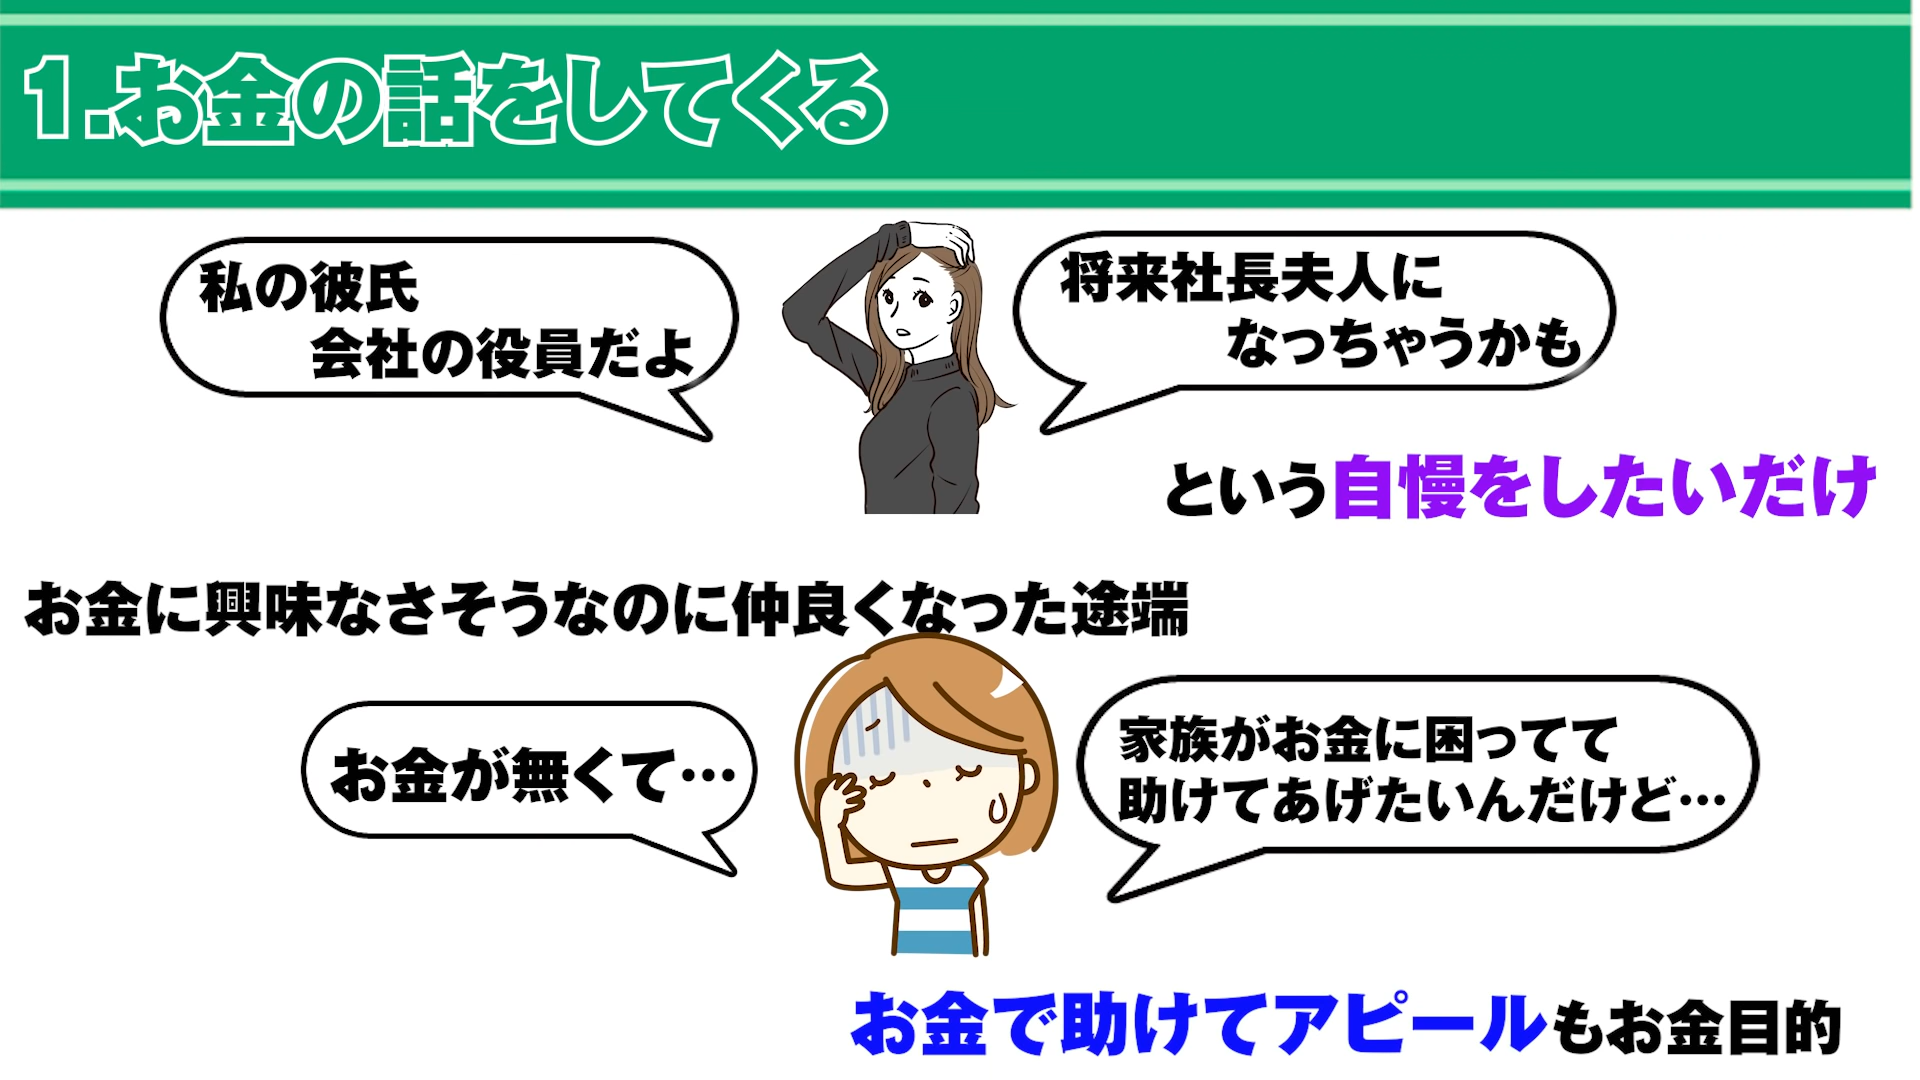 1.お金の話をしてくる
私の彼氏
会社の役員だよ
将来社長夫人に
なっちゃうかも
という自慢をしたいだけ
お金に興味なさそうなのに仲良くなった途端
お金が無くて…
家族がお金に困ってて
助けてあげたいんだけど…
お金で助けてアピールもお金目的